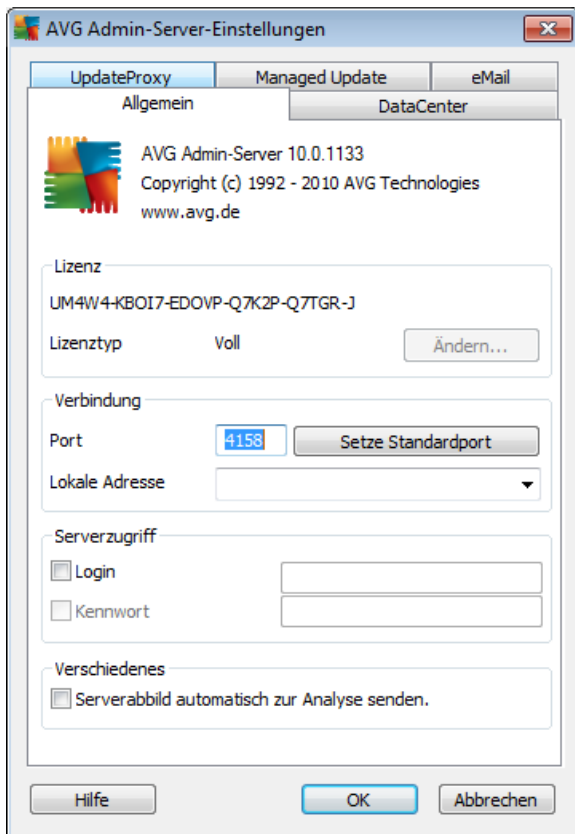 AVG Admin-Server-Einstellungen
UpdateProxy
Managed Update
eMail
Allgemein
DataCenter
AVG Admin-Server 10.0.1133
Copyright (c) 1992 - 2010 AVG Technologies
www.avg.de
Lizenz
UM4W4-KBOI7-EDOVP-Q7K2P-Q7TGR-J
Lizenztyp Voll
Ändern...
Verbindung
Port 4158
Setze Standardport
Lokale Adresse
Serverzugriff
Login
Kennwort
Verschiedenes
Serverabbild automatisch zur Analyse senden.
Hilfe
OK
Abbrechen